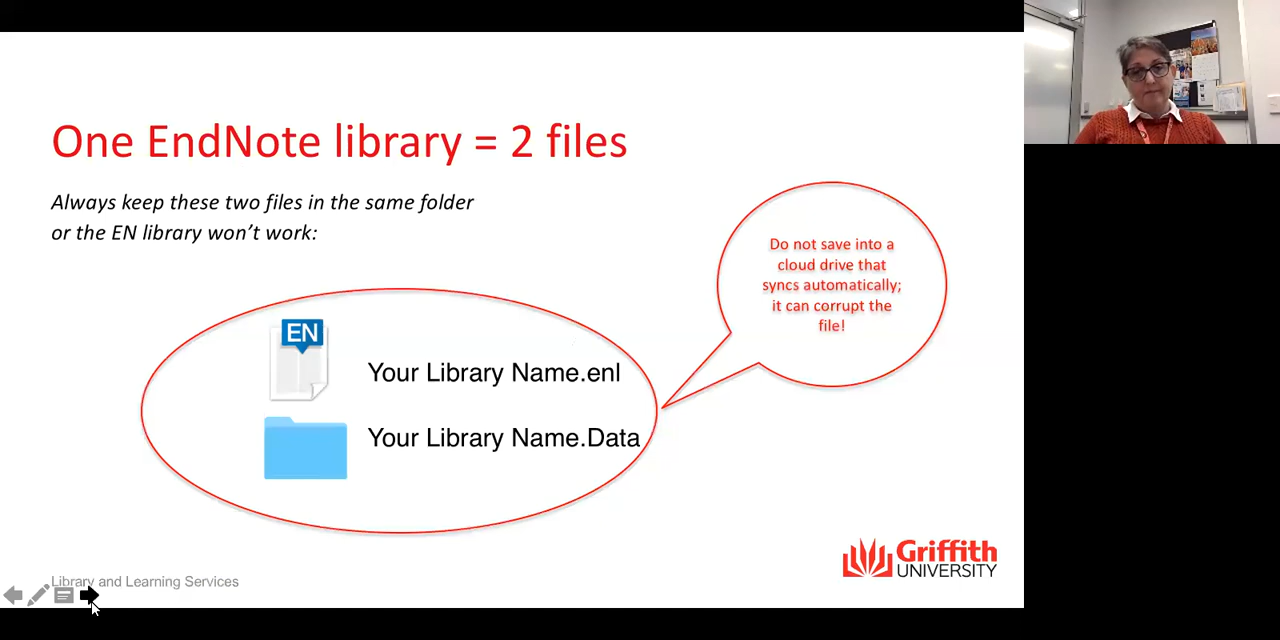 One EndNote library = 2 files
Always keep these two files in the same folder
or the EN library won’t work:
Do not save into a
cloud drive that
syncs automatically;
it can corrupt the
file!
EN
Your Library Name.enl
Your Library Name.Data
Griffith
UNIVERSITY
Library and Learning Services